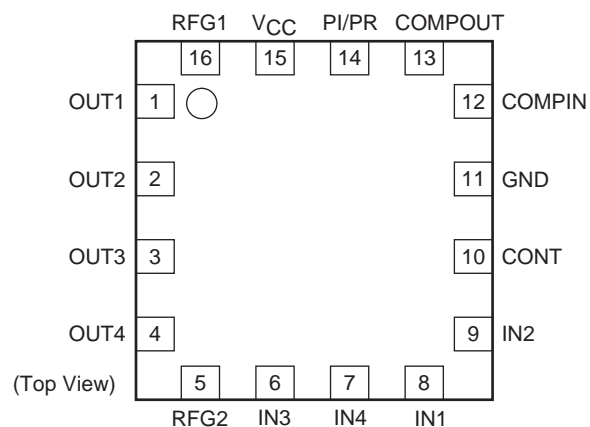 RFG1 VCC PI/PR COMPOUT
16 15 14 13
OUT1 1 12 COMPIN
OUT2 2 11 GND
OUT3 3 10 CONT
OUT4 4 9 IN2
(Top View) 5 6 7 8
RFG2 IN3 IN4 IN1